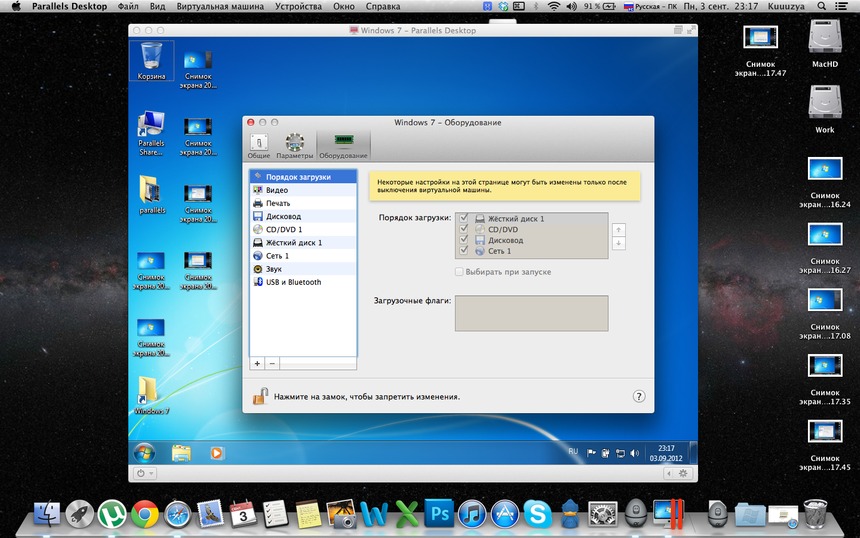 Parallels Desktop Файл Вид Виртуальная машина Устройства Окно Справка 91 % Русская – ПК Пн, 3 сент. 23:17 Kuuuzya
Windows 7 – Parallels Desktop
Корзина
Снимок
экрана 20...
Parallels
Share...
Снимок
экрана 20...
parallels
Снимок
экрана 20...
Снимок
экрана 20...
Снимок
экрана 20...
Снимок
экрана 20...
Windows 7
Windows 7 – Оборудование
Общие Параметры Оборудование
Порядок загрузки
Видео
Печать
Дисковод
CD/DVD 1
Жёсткий диск 1
Сеть 1
Звук
USB и Bluetooth
+ −
Некоторые настройки на этой странице могут быть изменены только после
выключения виртуальной машины.
Порядок загрузки:
Жёсткий диск 1
CD/DVD
Дисковод
Сеть 1
Выбирать при запуске
Загрузочные флаги:
Нажмите на замок, чтобы запретить изменения.
?
RU
23:17
03.09.2012
Снимок
экран....17.47
MacHD
Work
Снимок
экран....16.24
Снимок
экран....16.27
Снимок
экран....17.08
Снимок
экран....17.35
Снимок
экран....17.45
3
W
X
Ps
S